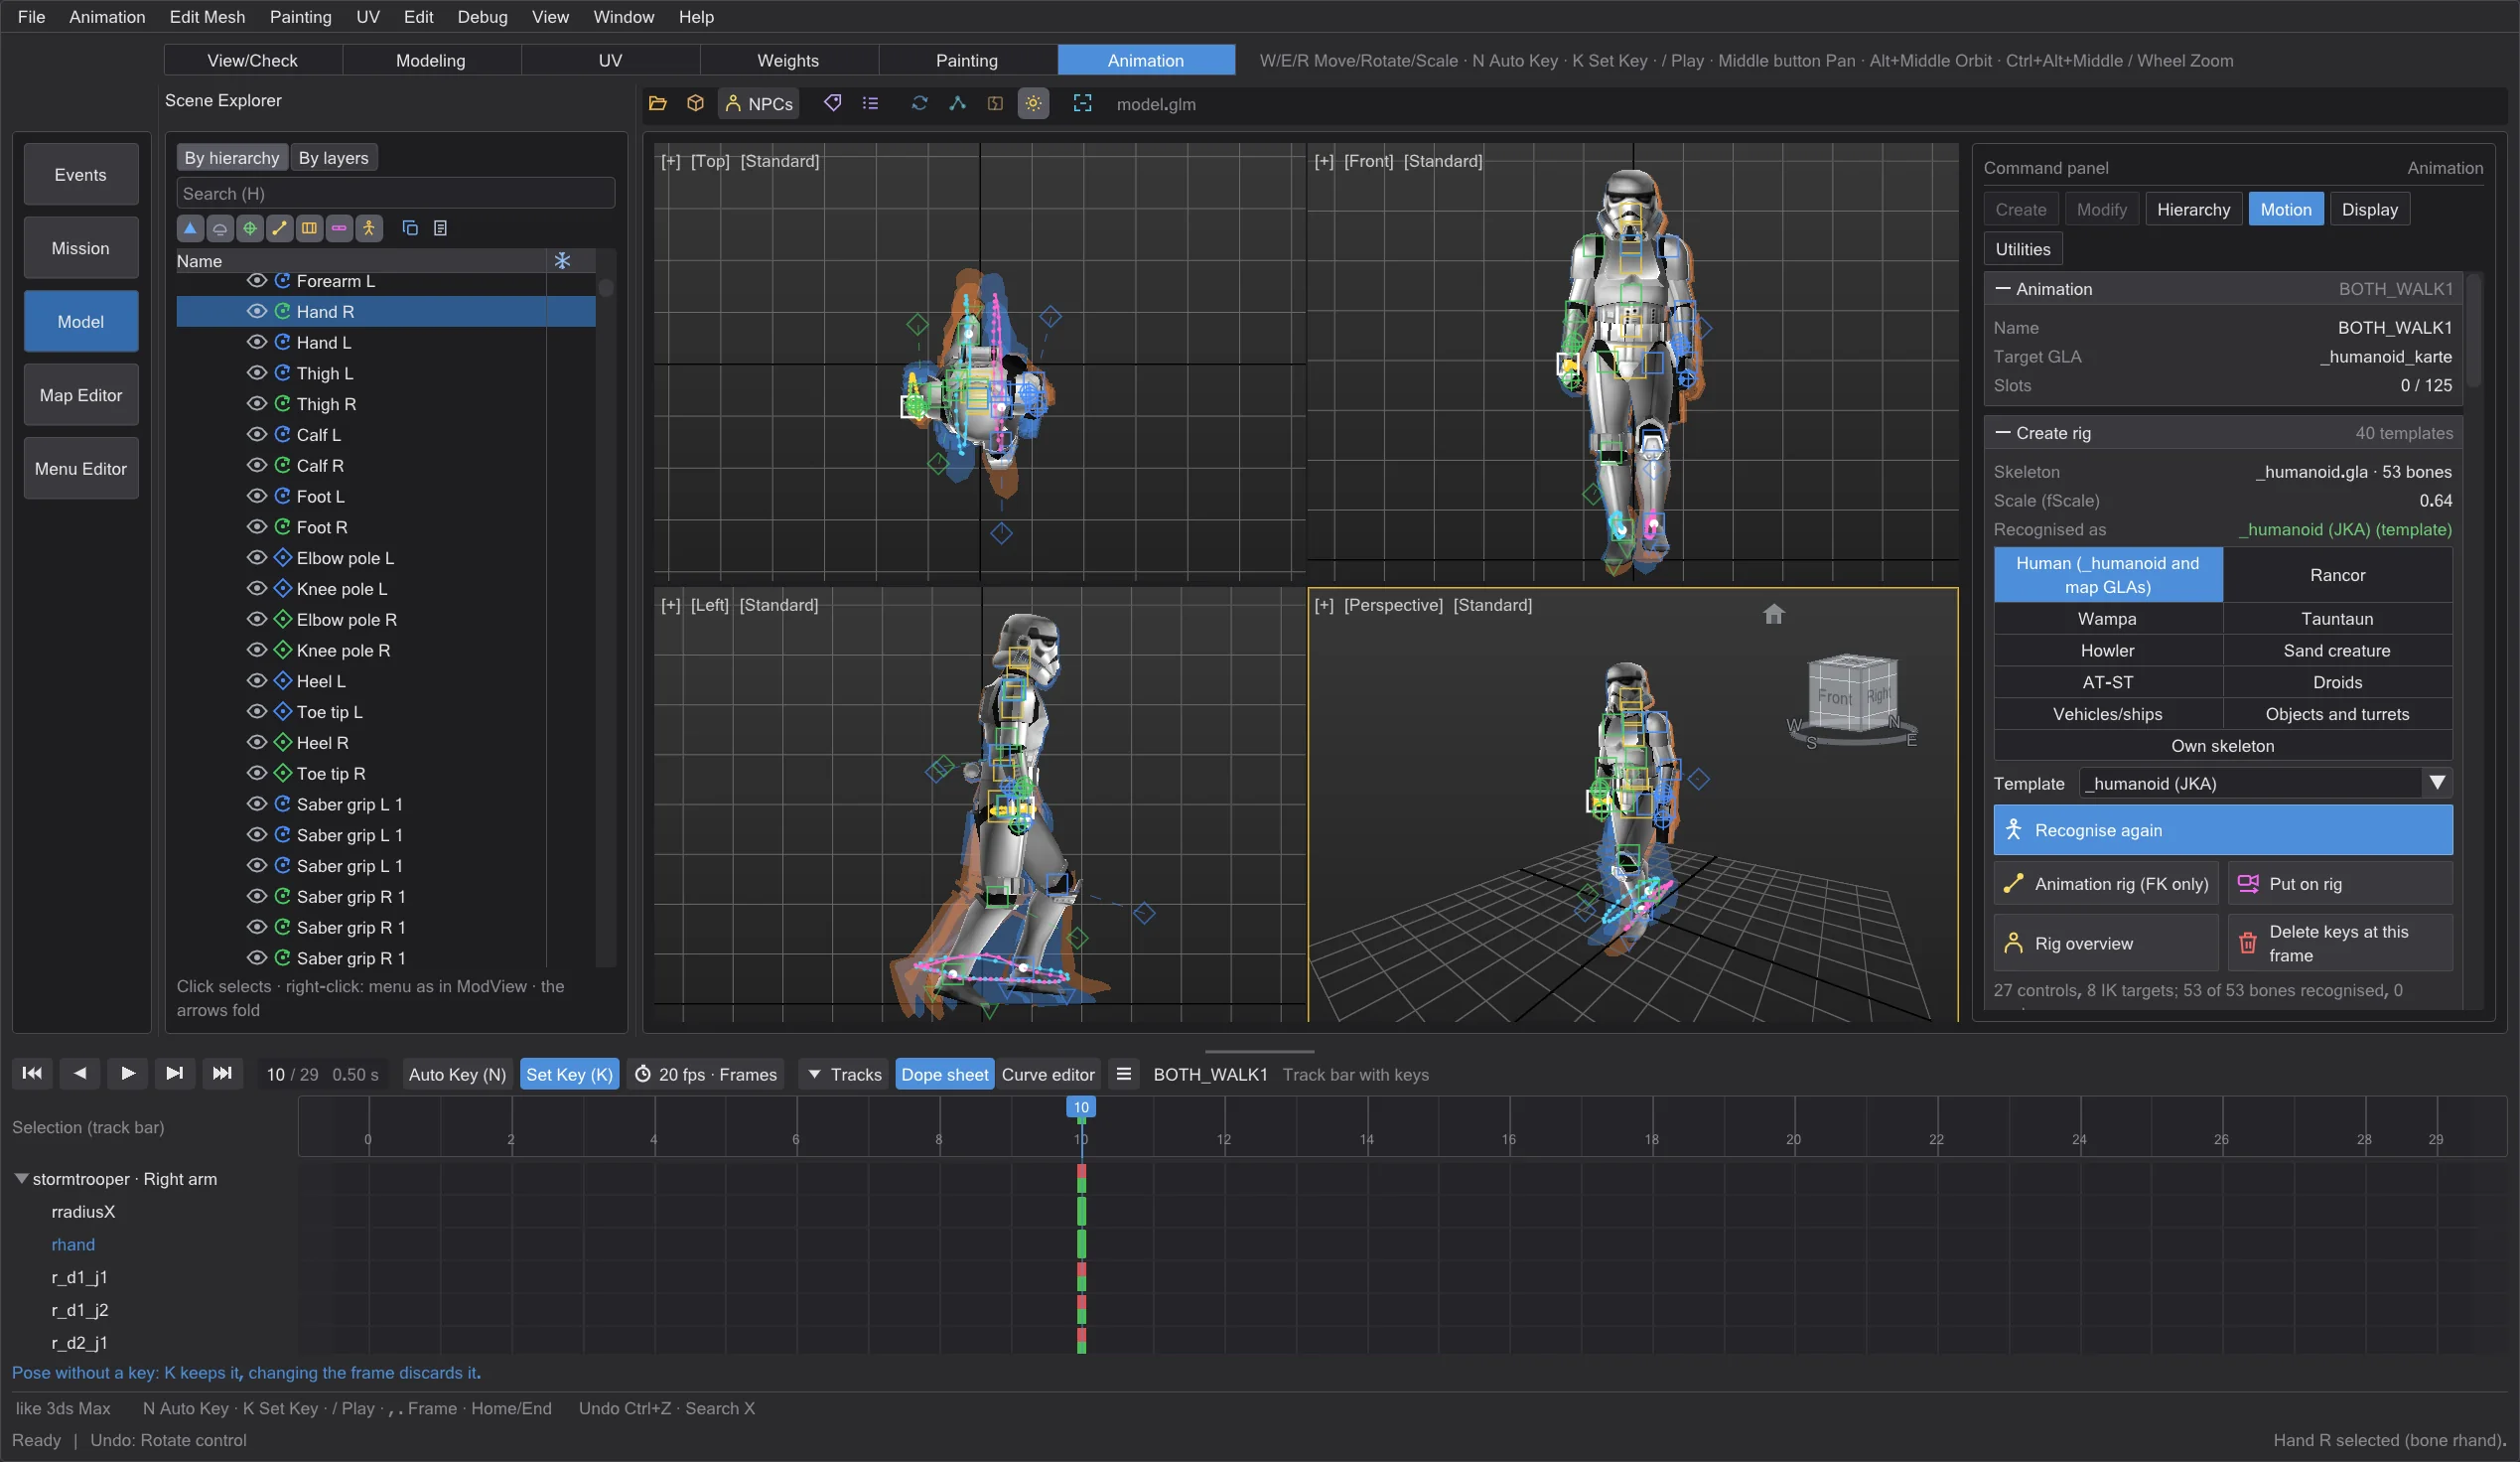 File Animation Edit Mesh Painting UV Edit Debug View Window Help
View/Check Modeling UV Weights Painting Animation W/E/R Move/Rotate/Scale · N Auto Key · K Set Key · / Play · Middle button Pan · Alt+Middle Orbit · Ctrl+Alt+Middle / Wheel Zoom
Scene Explorer
NPCs model.glm
Events
Mission
Model
Map Editor
Menu Editor
By hierarchy By layers
Search (H)
Name
Forearm L
Hand R
Hand L
Thigh L
Thigh R
Calf L
Calf R
Foot L
Foot R
Elbow pole L
Knee pole L
Elbow pole R
Knee pole R
Heel L
Toe tip L
Heel R
Toe tip R
Saber grip L 1
Saber grip L 1
Saber grip L 1
Saber grip R 1
Saber grip R 1
Saber grip R 1
Click selects · right-click: menu as in ModView · the
arrows fold
[+] [Top] [Standard]
[+] [Front] [Standard]
[+] [Left] [Standard]
[+] [Perspective] [Standard]
Front Right
W N
S E
Command panel Animation
Create Modify Hierarchy Motion Display
Utilities
Animation BOTH_WALK1
Name BOTH_WALK1
Target GLA _humanoid_karte
Slots 0 / 125
Create rig 40 templates
Skeleton _humanoid.gla · 53 bones
Scale (fScale) 0.64
Recognised as _humanoid (JKA) (template)
Human (_humanoid and
map GLAs)
Rancor
Wampa Tauntaun
Howler Sand creature
AT-ST Droids
Vehicles/ships Objects and turrets
Own skeleton
Template _humanoid (JKA)
Recognise again
Animation rig (FK only) Put on rig
Rig overview
Delete keys at this
frame
27 controls, 8 IK targets; 53 of 53 bones recognised, 0
10 / 29 0.50 s Auto Key (N) Set Key (K) 20 fps · Frames Tracks Dope sheet Curve editor BOTH_WALK1 Track bar with keys
10
Selection (track bar)
0 2 4 6 8 10 12 14 16 18 20 22 24 26 28 29
stormtrooper · Right arm
rradiusX
rhand
r_d1_j1
r_d1_j2
r_d2_j1
Pose without a key: K keeps it, changing the frame discards it.
like 3ds Max N Auto Key · K Set Key · / Play · , . Frame · Home/End Undo Ctrl+Z · Search X
Ready | Undo: Rotate control
Hand R selected (bone rhand).